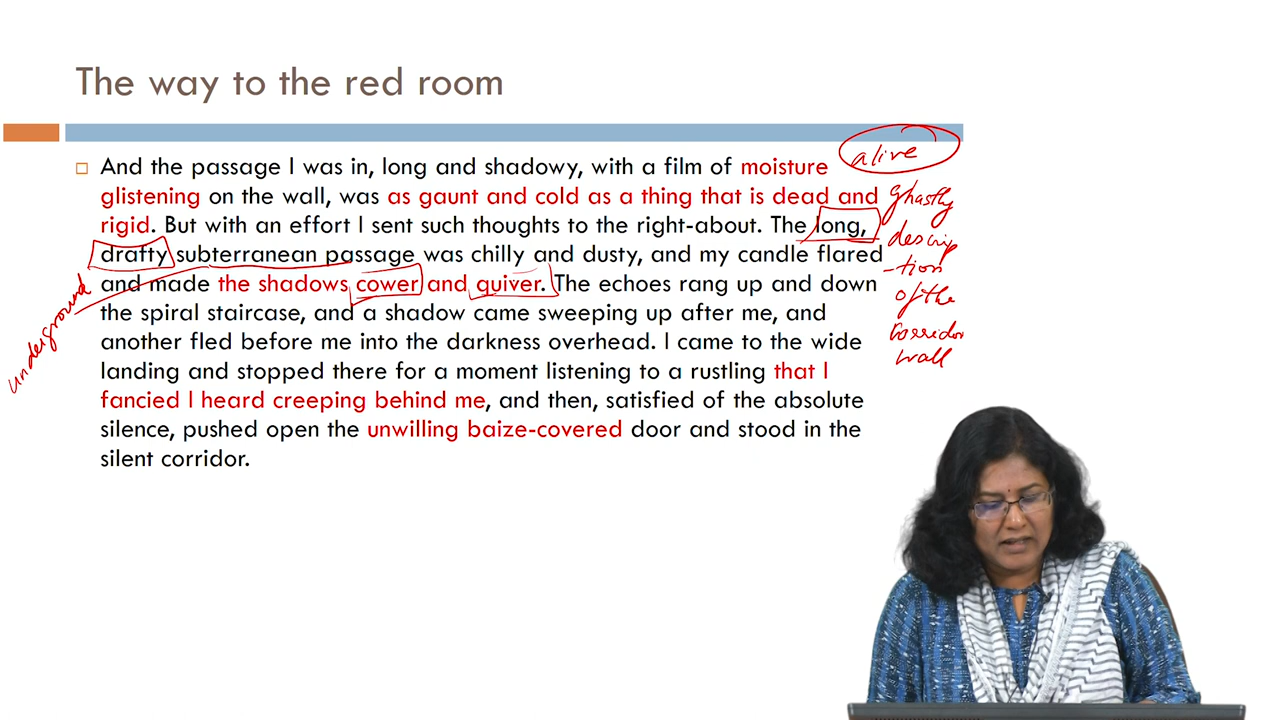 The way to the red room
And the passage I was in, long and shadowy, with a film of moisture
glistening on the wall, was as gaunt and cold as a thing that is dead and
rigid. But with an effort I sent such thoughts to the right-about. The long,
drafty subterranean passage was chilly and dusty, and my candle flared
and made the shadows cower and quiver. The echoes rang up and down
the spiral staircase, and a shadow came sweeping up after me, and
another fled before me into the darkness overhead. I came to the wide
landing and stopped there for a moment listening to a rustling that I
fancied I heard creeping behind me, and then, satisfied of the absolute
silence, pushed open the unwilling baize-covered door and stood in the
silent corridor.
alive
ghastly
descrip
-tion
of the
corridor
wall
underground